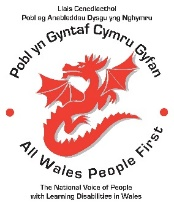 Llais Cenedlaethol
Pobl ag Anableddau Dysgu yng Nghymru
Pobl yn Gyntaf Cymru Gyfan
All Wales People First
The National Voice of People
with Learning Disabilities in Wales